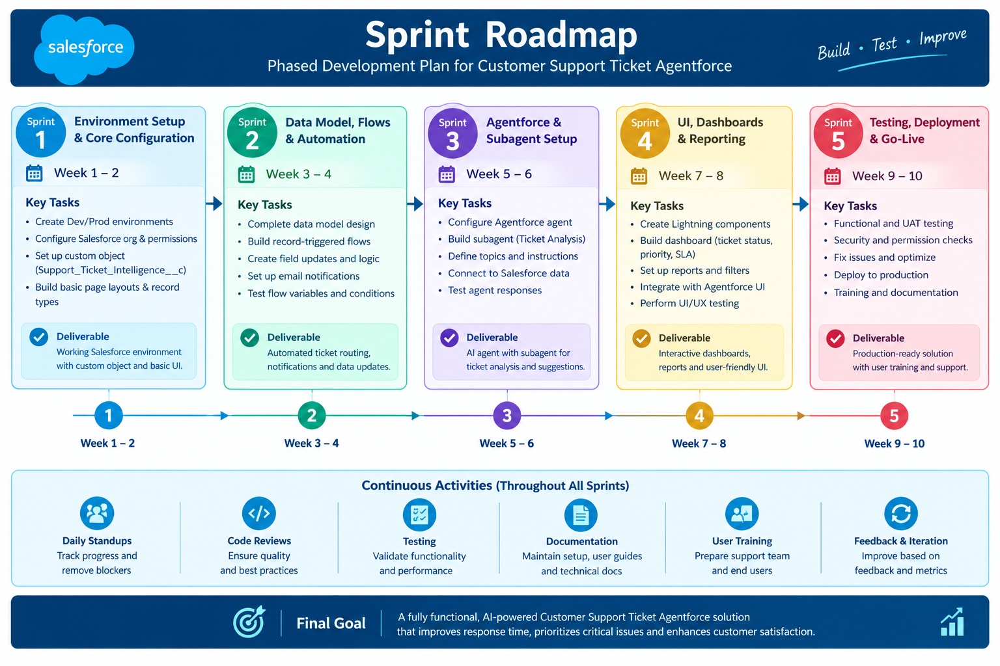 salesforce
Sprint Roadmap
Phased Development Plan for Customer Support Ticket Agentforce
Build • Test • Improve
Sprint
1
Environment Setup
& Core Configuration
Week 1 – 2
Key Tasks
• Create Dev/Prod environments
• Configure Salesforce org & permissions
• Set up custom object
(Support_Ticket_Intelligence__c)
• Build basic page layouts & record
types
Deliverable
Working Salesforce environment
with custom object and basic UI.
Sprint
2
Data Model, Flows
& Automation
Week 3 – 4
Key Tasks
• Complete data model design
• Build record-triggered flows
• Create field updates and logic
• Set up email notifications
• Test flow variables and conditions
Deliverable
Automated ticket routing,
notifications and data updates.
Sprint
3
Agentforce &
Subagent Setup
Week 5 – 6
Key Tasks
• Configure Agentforce agent
• Build subagent (Ticket Analysis)
• Define topics and instructions
• Connect to Salesforce data
• Test agent responses
Deliverable
AI agent with subagent for
ticket analysis and suggestions.
Sprint
4
UI, Dashboards
& Reporting
Week 7 – 8
Key Tasks
• Create Lightning components
• Build dashboard (ticket status,
priority, SLA)
• Set up reports and filters
• Integrate with Agentforce UI
• Perform UI/UX testing
Deliverable
Interactive dashboards,
reports and user-friendly UI.
Sprint
5
Testing, Deployment
& Go-Live
Week 9 – 10
Key Tasks
• Functional and UAT testing
• Security and permission checks
• Fix issues and optimize
• Deploy to production
• Training and documentation
Deliverable
Production-ready solution
with user training and support.
1
2
3
4
5
Week 1 – 2
Week 3 – 4
Week 5 – 6
Week 7 – 8
Week 9 – 10
Continuous Activities (Throughout All Sprints)
Daily Standups
Track progress and
remove blockers
</>
Code Reviews
Ensure quality
and best practices
Testing
Validate functionality
and performance
Documentation
Maintain setup, user guides
and technical docs
User Training
Prepare support team
and end users
Feedback & Iteration
Improve based on
feedback and metrics
Final Goal
A fully functional, AI-powered Customer Support Ticket Agentforce solution
that improves response time, prioritizes critical issues and enhances customer satisfaction.